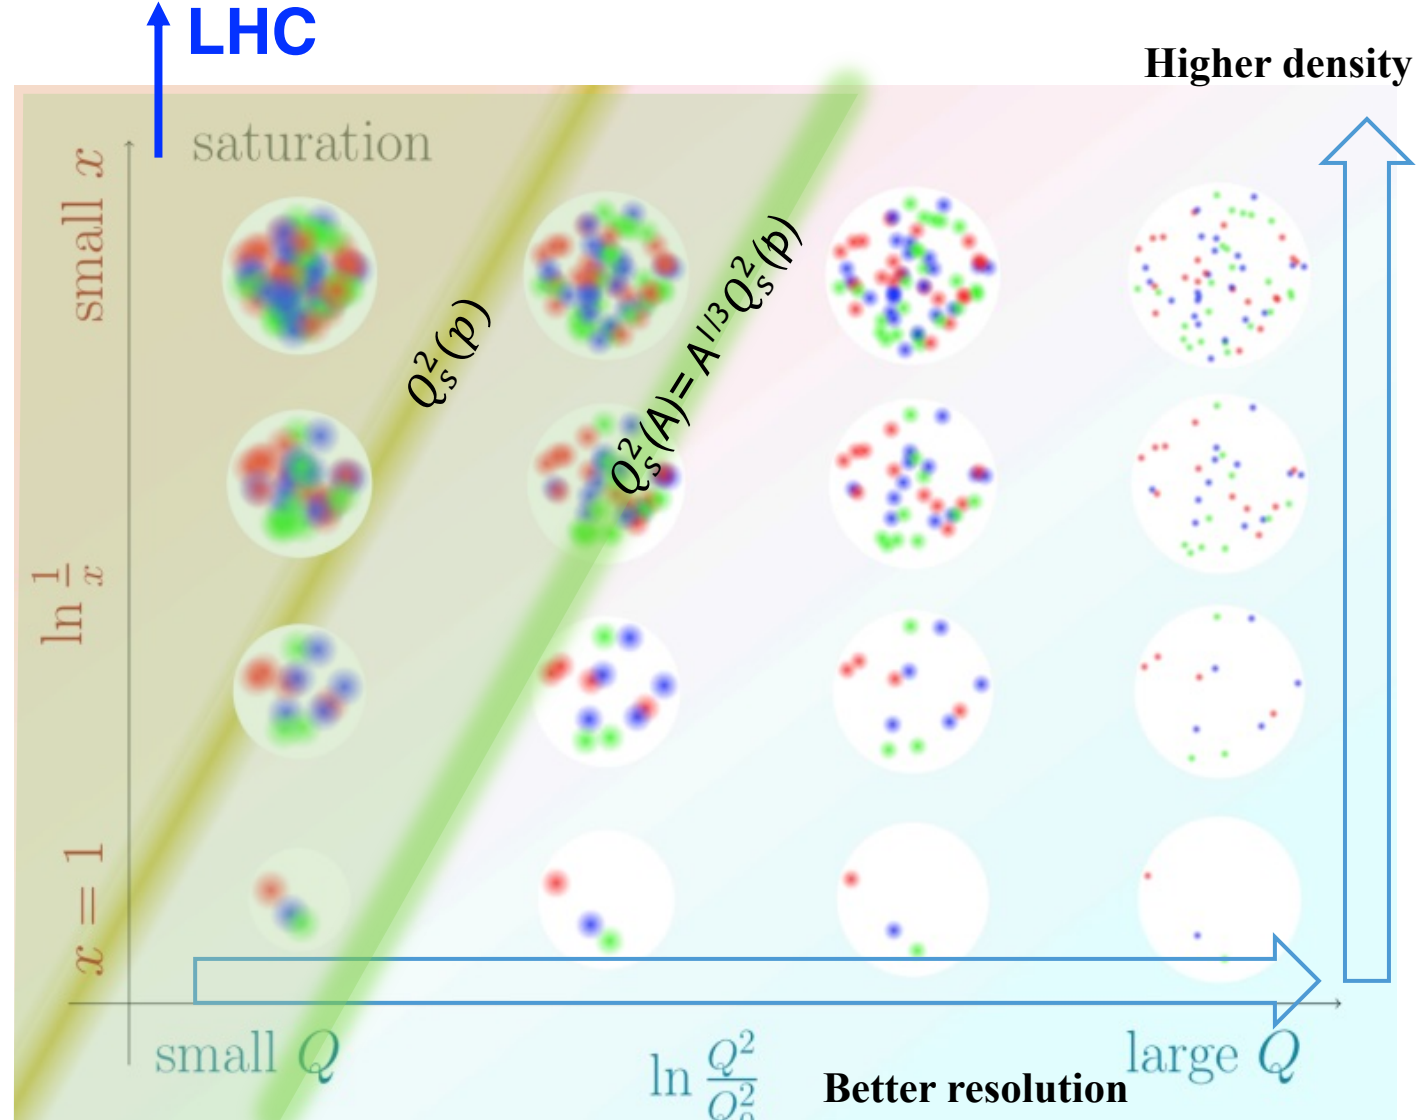 LHC
Higher density
saturation
small x
Q_s^2(p)
Q_s^2(A)= A^{1/3}Q_s^2(p)
ln 1/x
x = 1
small Q
ln Q^2/Q_0^2
large Q
Better resolution